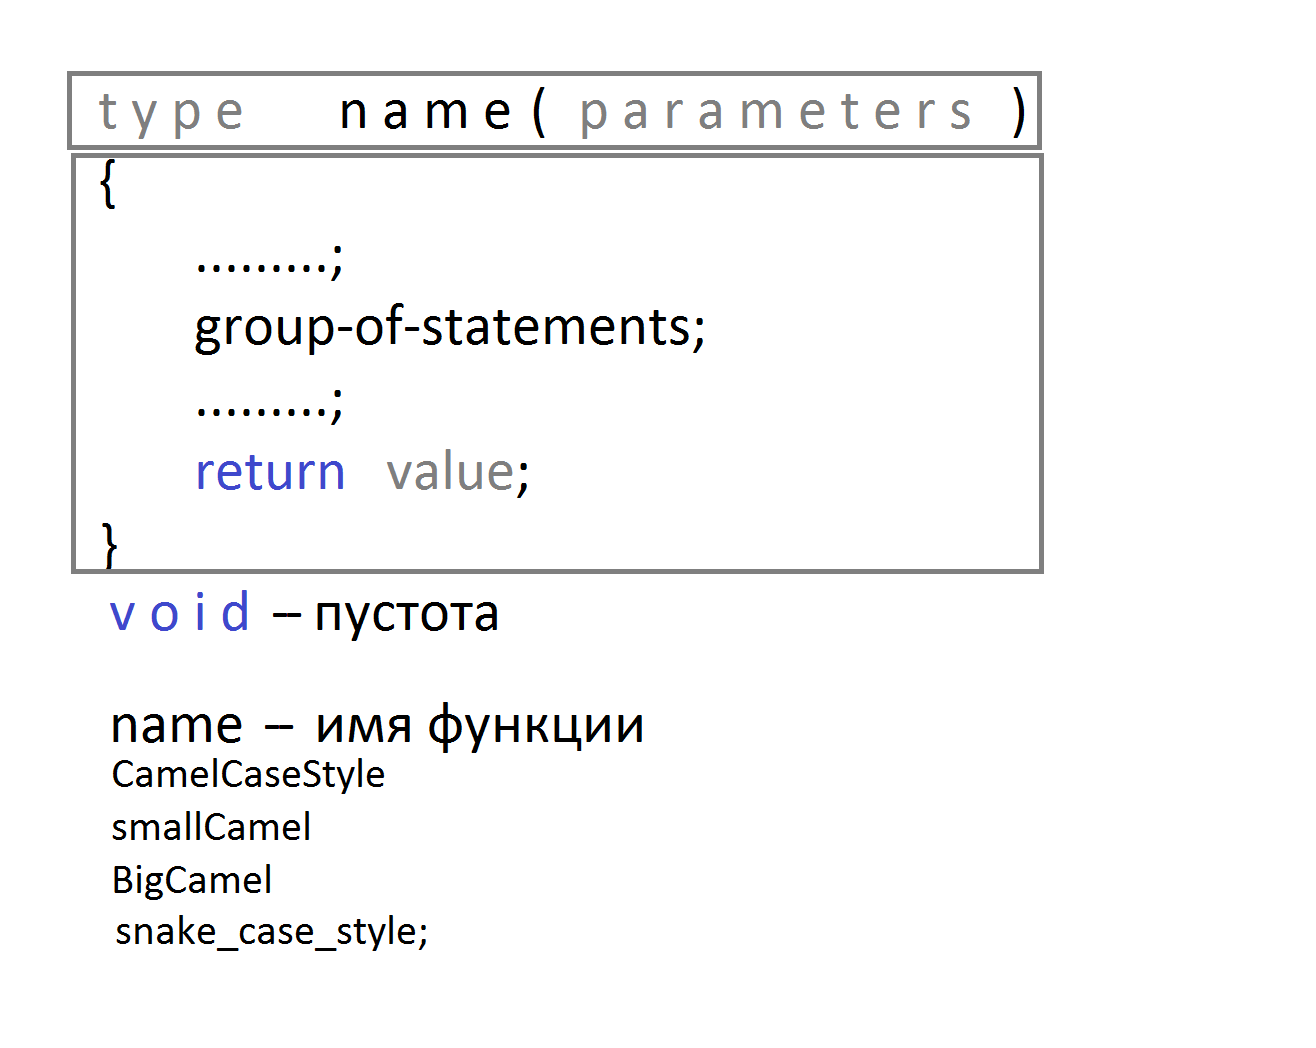 type name( parameters )
{
.........;
group-of-statements;
.........;
return value;
}
void – пустота
name – имя функции
CamelCaseStyle
smallCamel
BigCamel
snake_case_style;